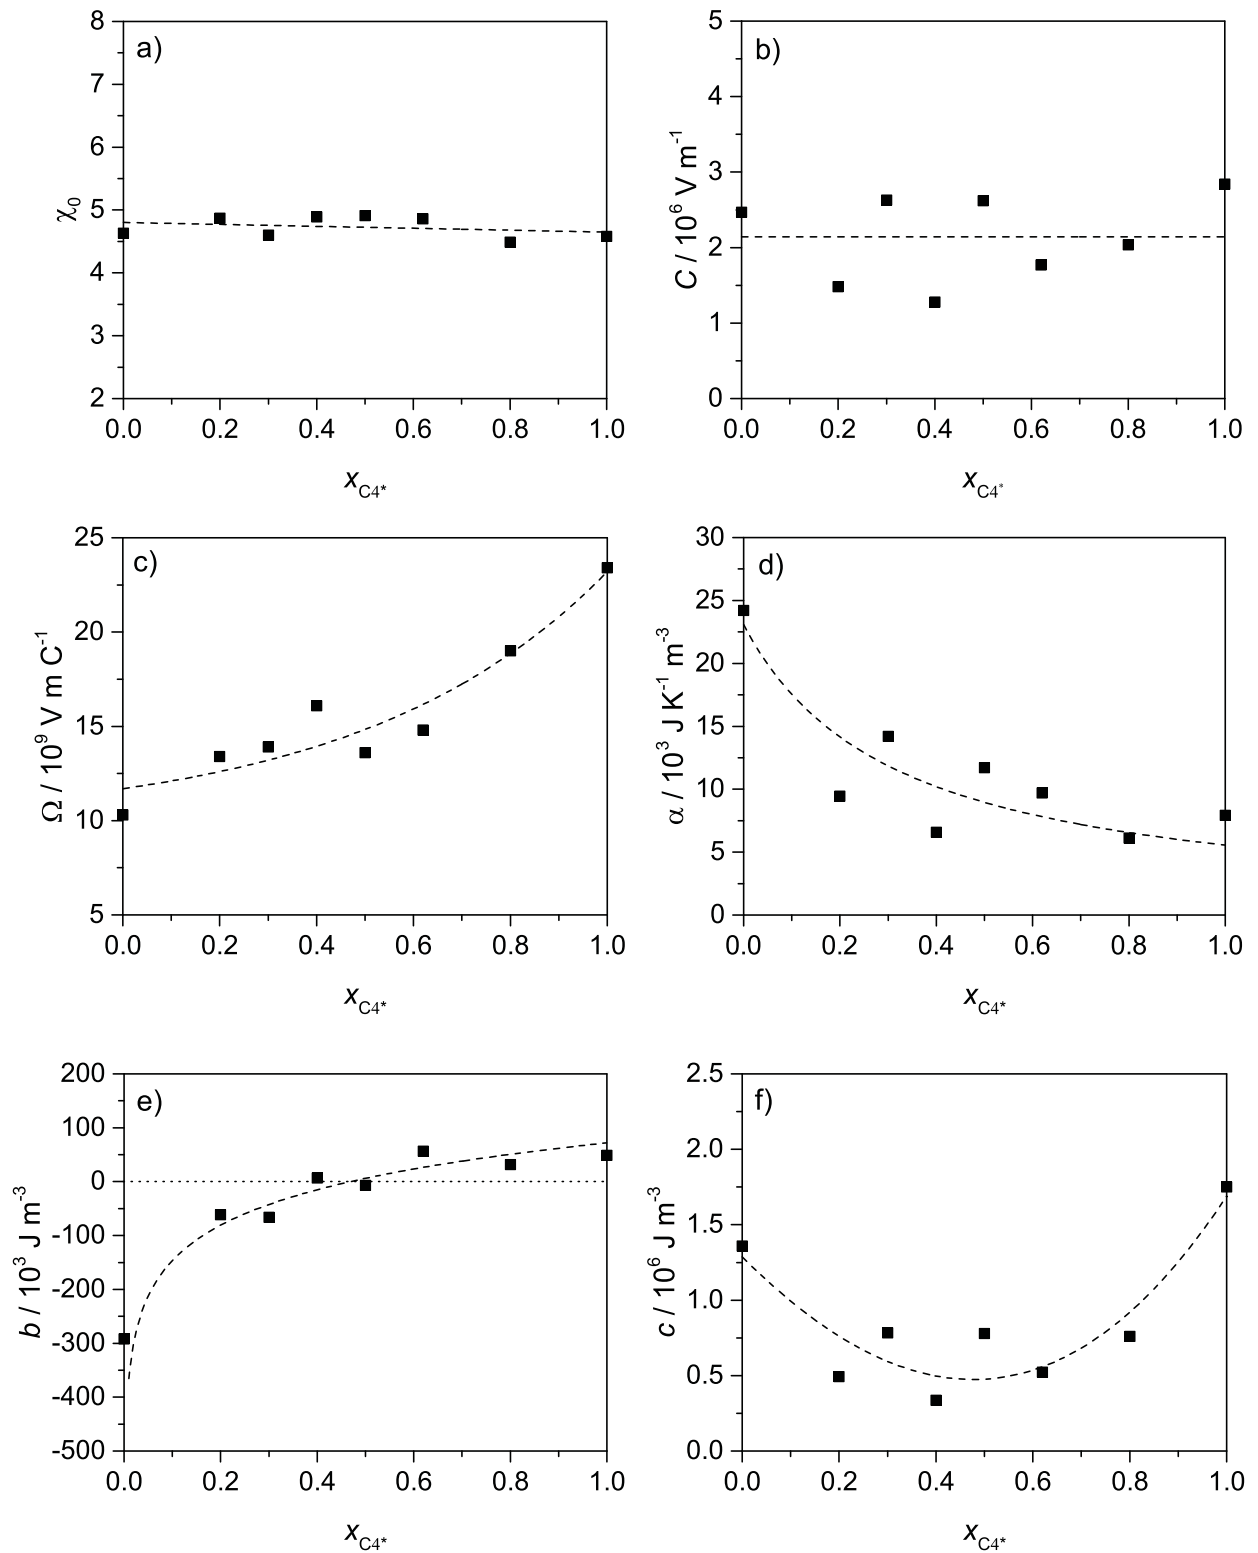 a)
8
7
6
5
4
3
2
χ0
0.0 0.2 0.4 0.6 0.8 1.0
xC4*
b)
5
4
3
2
1
0
C / 10^6 V m^-1
0.0 0.2 0.4 0.6 0.8 1.0
xC4*
c)
25
20
15
10
5
Ω / 10^9 V m C^-1
0.0 0.2 0.4 0.6 0.8 1.0
xC4*
d)
30
25
20
15
10
5
0
α / 10^3 J K^-1 m^-3
0.0 0.2 0.4 0.6 0.8 1.0
xC4*
e)
200
100
0
-100
-200
-300
-400
-500
b / 10^3 J m^-3
0.0 0.2 0.4 0.6 0.8 1.0
xC4*
f)
2.5
2.0
1.5
1.0
0.5
0.0
c / 10^6 J m^-3
0.0 0.2 0.4 0.6 0.8 1.0
xC4*